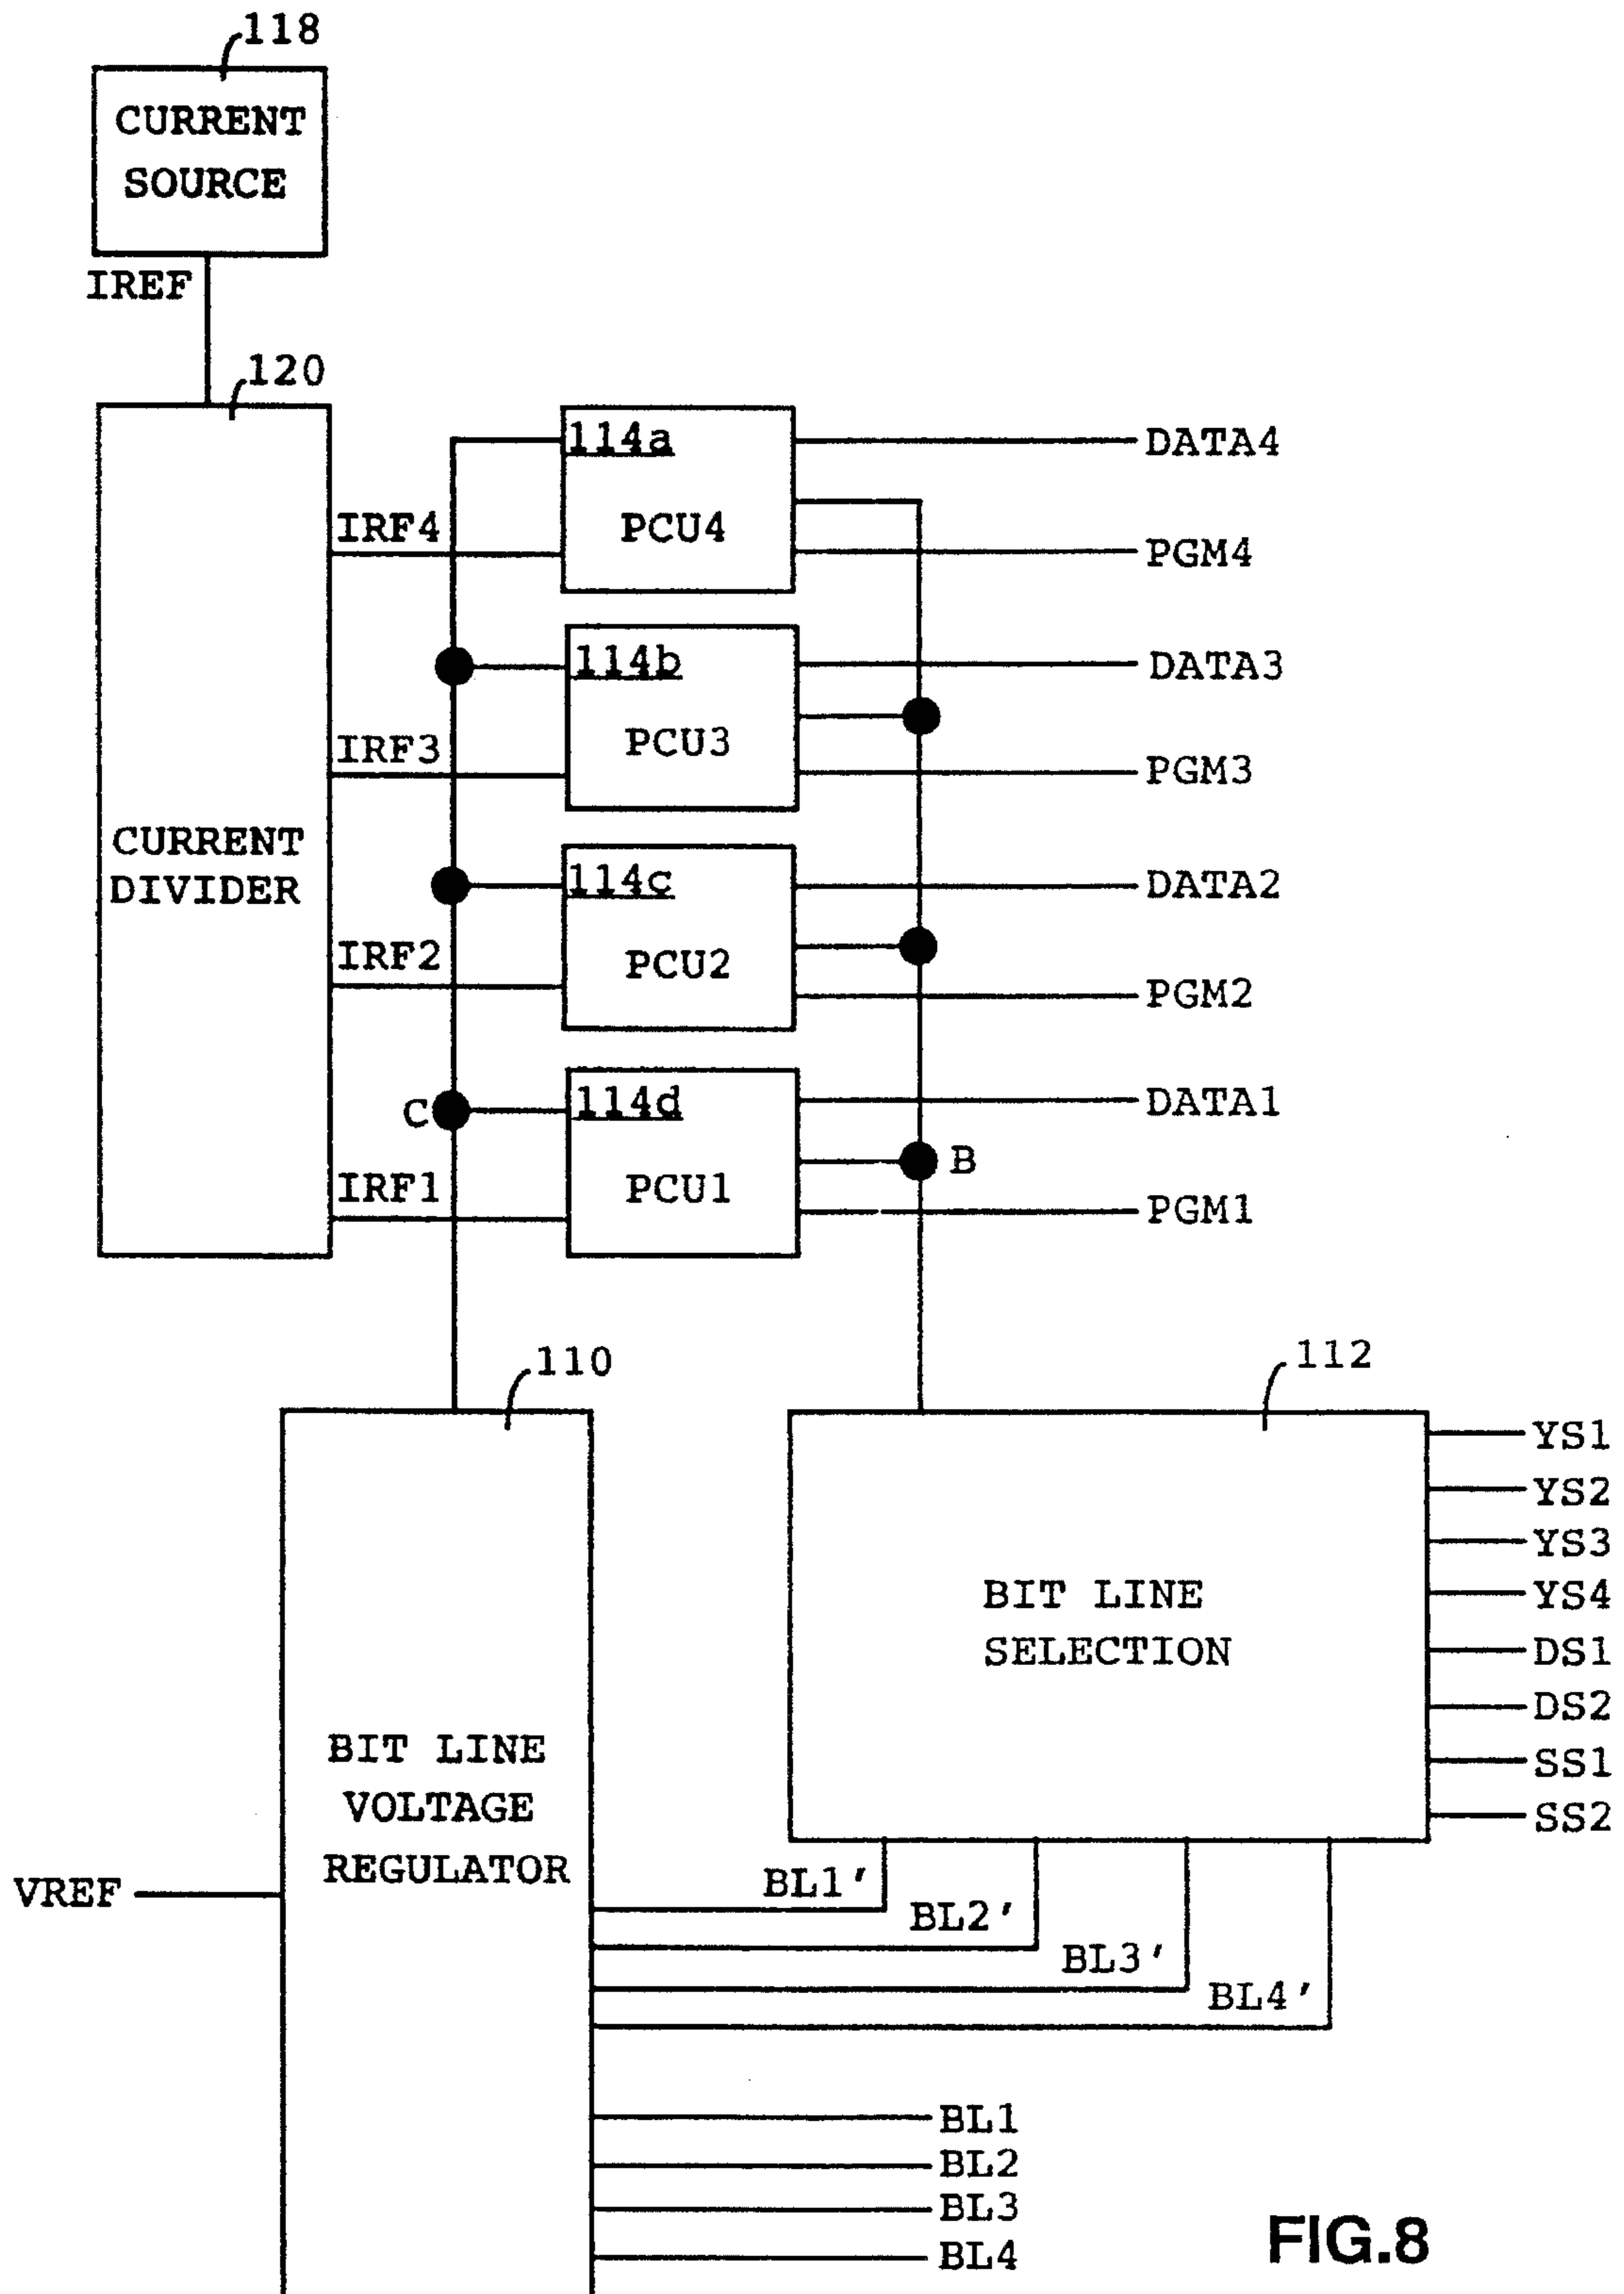 118
CURRENT
SOURCE
IREF
120
CURRENT
DIVIDER
114a
PCU4
IRF4
DATA4
PGM4
114b
PCU3
IRF3
DATA3
PGM3
114c
PCU2
IRF2
DATA2
PGM2
C
114d
PCU1
IRF1
DATA1
B
PGM1
110
BIT LINE
VOLTAGE
REGULATOR
VREF
112
BIT LINE
SELECTION
YS1
YS2
YS3
YS4
DS1
DS2
SS1
SS2
BL1'
BL2'
BL3'
BL4'
BL1
BL2
BL3
BL4
FIG.8